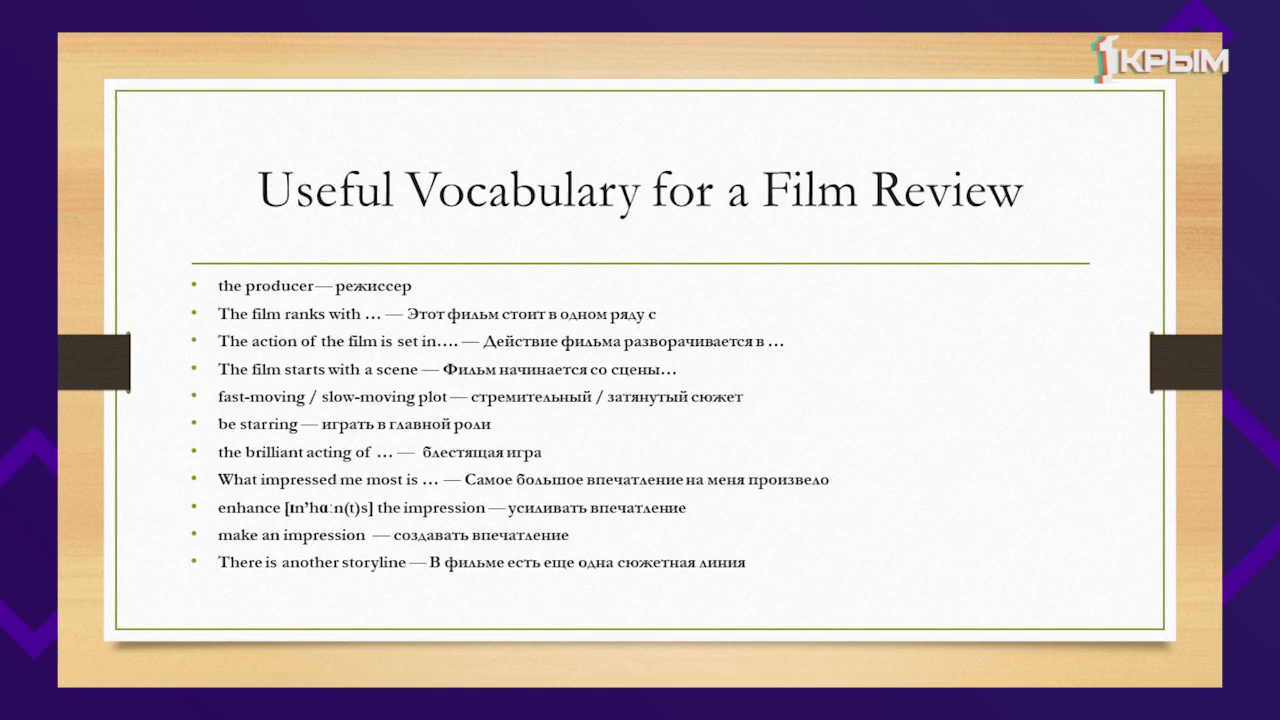 1КРЫМ
Useful Vocabulary for a Film Review
• the producer — режиссер
• The film ranks with … — Этот фильм стоит в одном ряду с
• The action of the film is set in…. — Действие фильма разворачивается в …
• The film starts with a scene — Фильм начинается со сцены…
• fast-moving / slow-moving plot — стремительный / затянутый сюжет
• be starring — играть в главной роли
• the brilliant acting of … — блестящая игра
• What impressed me most is … — Самое большое впечатление на меня произвело
• enhance [ɪn’hɑːn(t)s] the impression — усиливать впечатление
• make an impression — создавать впечатление
• There is another storyline — В фильме есть еще одна сюжетная линия